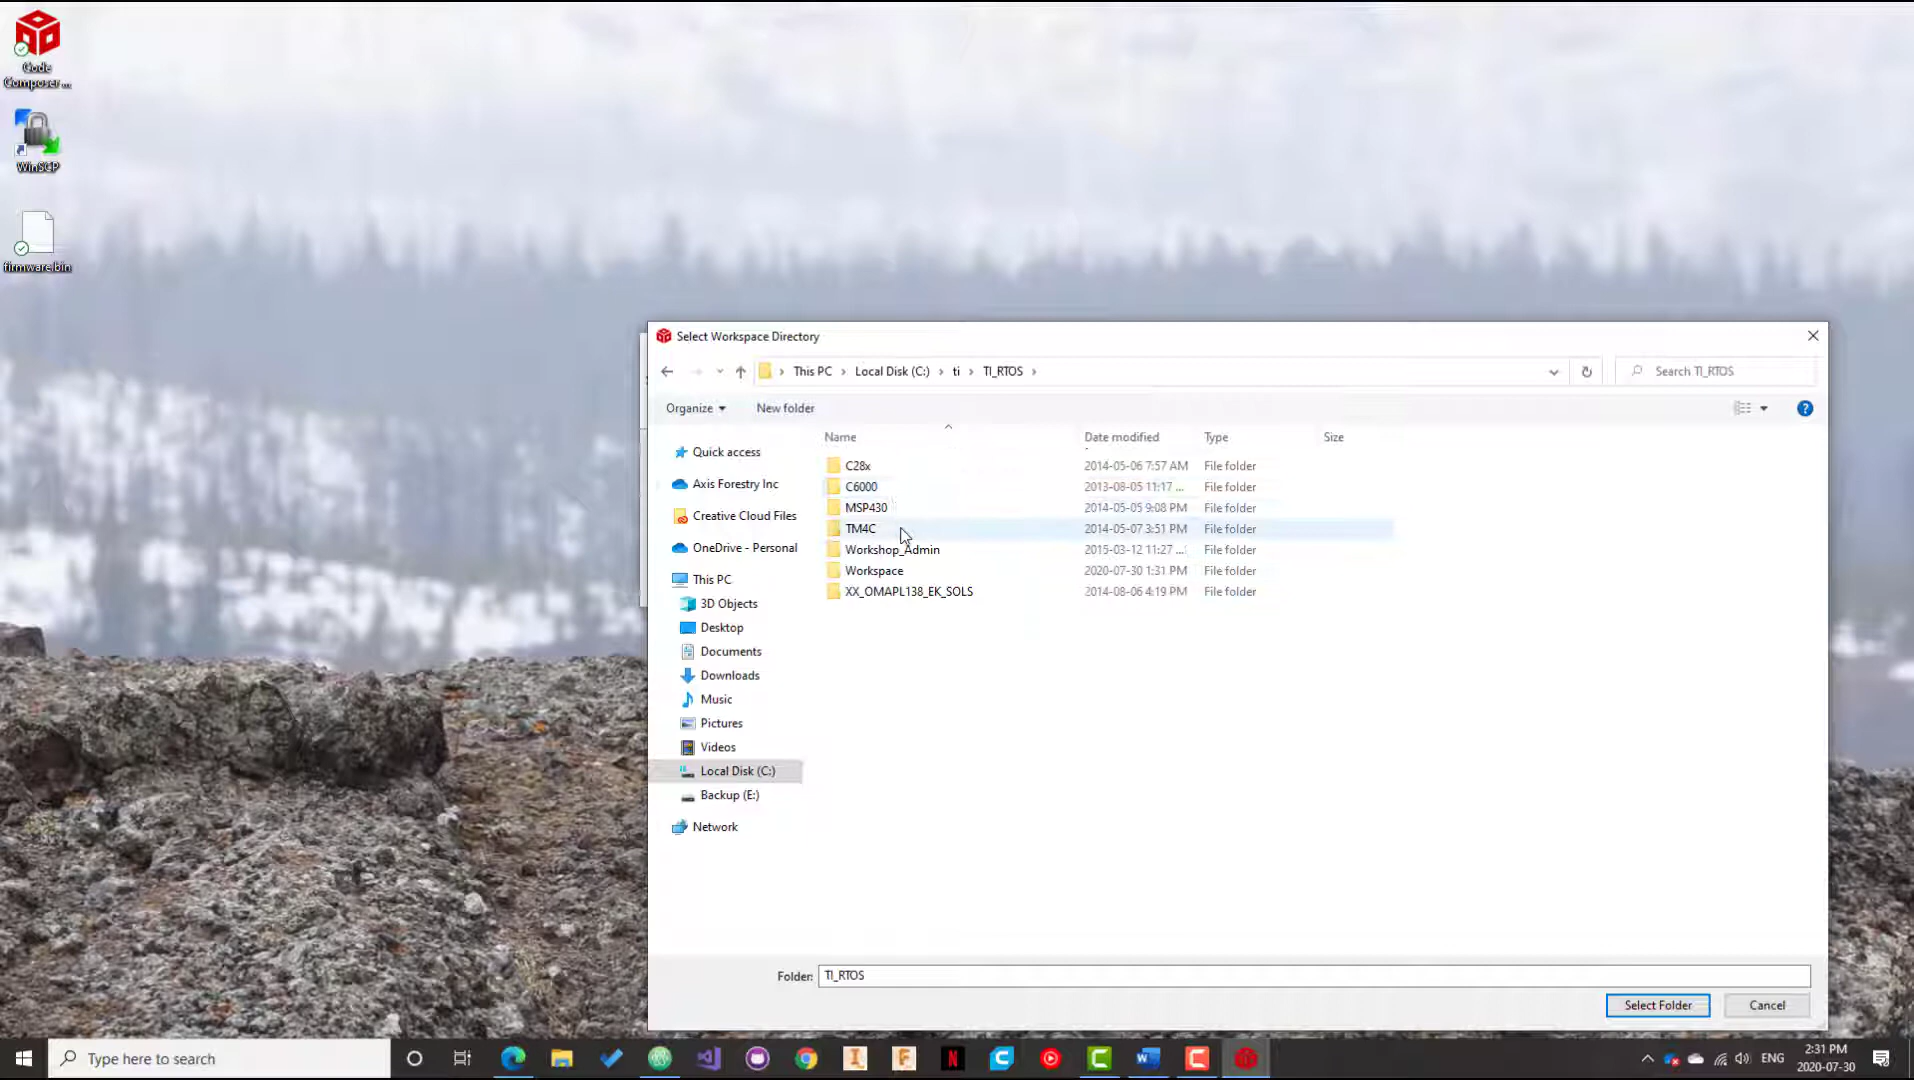 Code
Composer ...
WinSCP
firmware.bin
Select Workspace Directory
This PC > Local Disk (C:) > ti > TI_RTOS >
Search TI_RTOS
Organize
New folder
Name
Date modified
Type
Size
C28x
2014-05-06 7:57 AM
File folder
C6000
2013-08-05 11:17 ...
File folder
MSP430
2014-05-05 9:08 PM
File folder
TM4C
2014-05-07 3:51 PM
File folder
Workshop_Admin
2015-03-12 11:27 ...
File folder
Workspace
2020-07-30 1:31 PM
File folder
XX_OMAPL138_EK_SOLS
2014-08-06 4:19 PM
File folder
Quick access
Axis Forestry Inc
Creative Cloud Files
OneDrive - Personal
This PC
3D Objects
Desktop
Documents
Downloads
Music
Pictures
Videos
Local Disk (C:)
Backup (E:)
Network
Folder:
TI_RTOS
Select Folder
Cancel
Type here to search
ENG
2:31 PM
2020-07-30